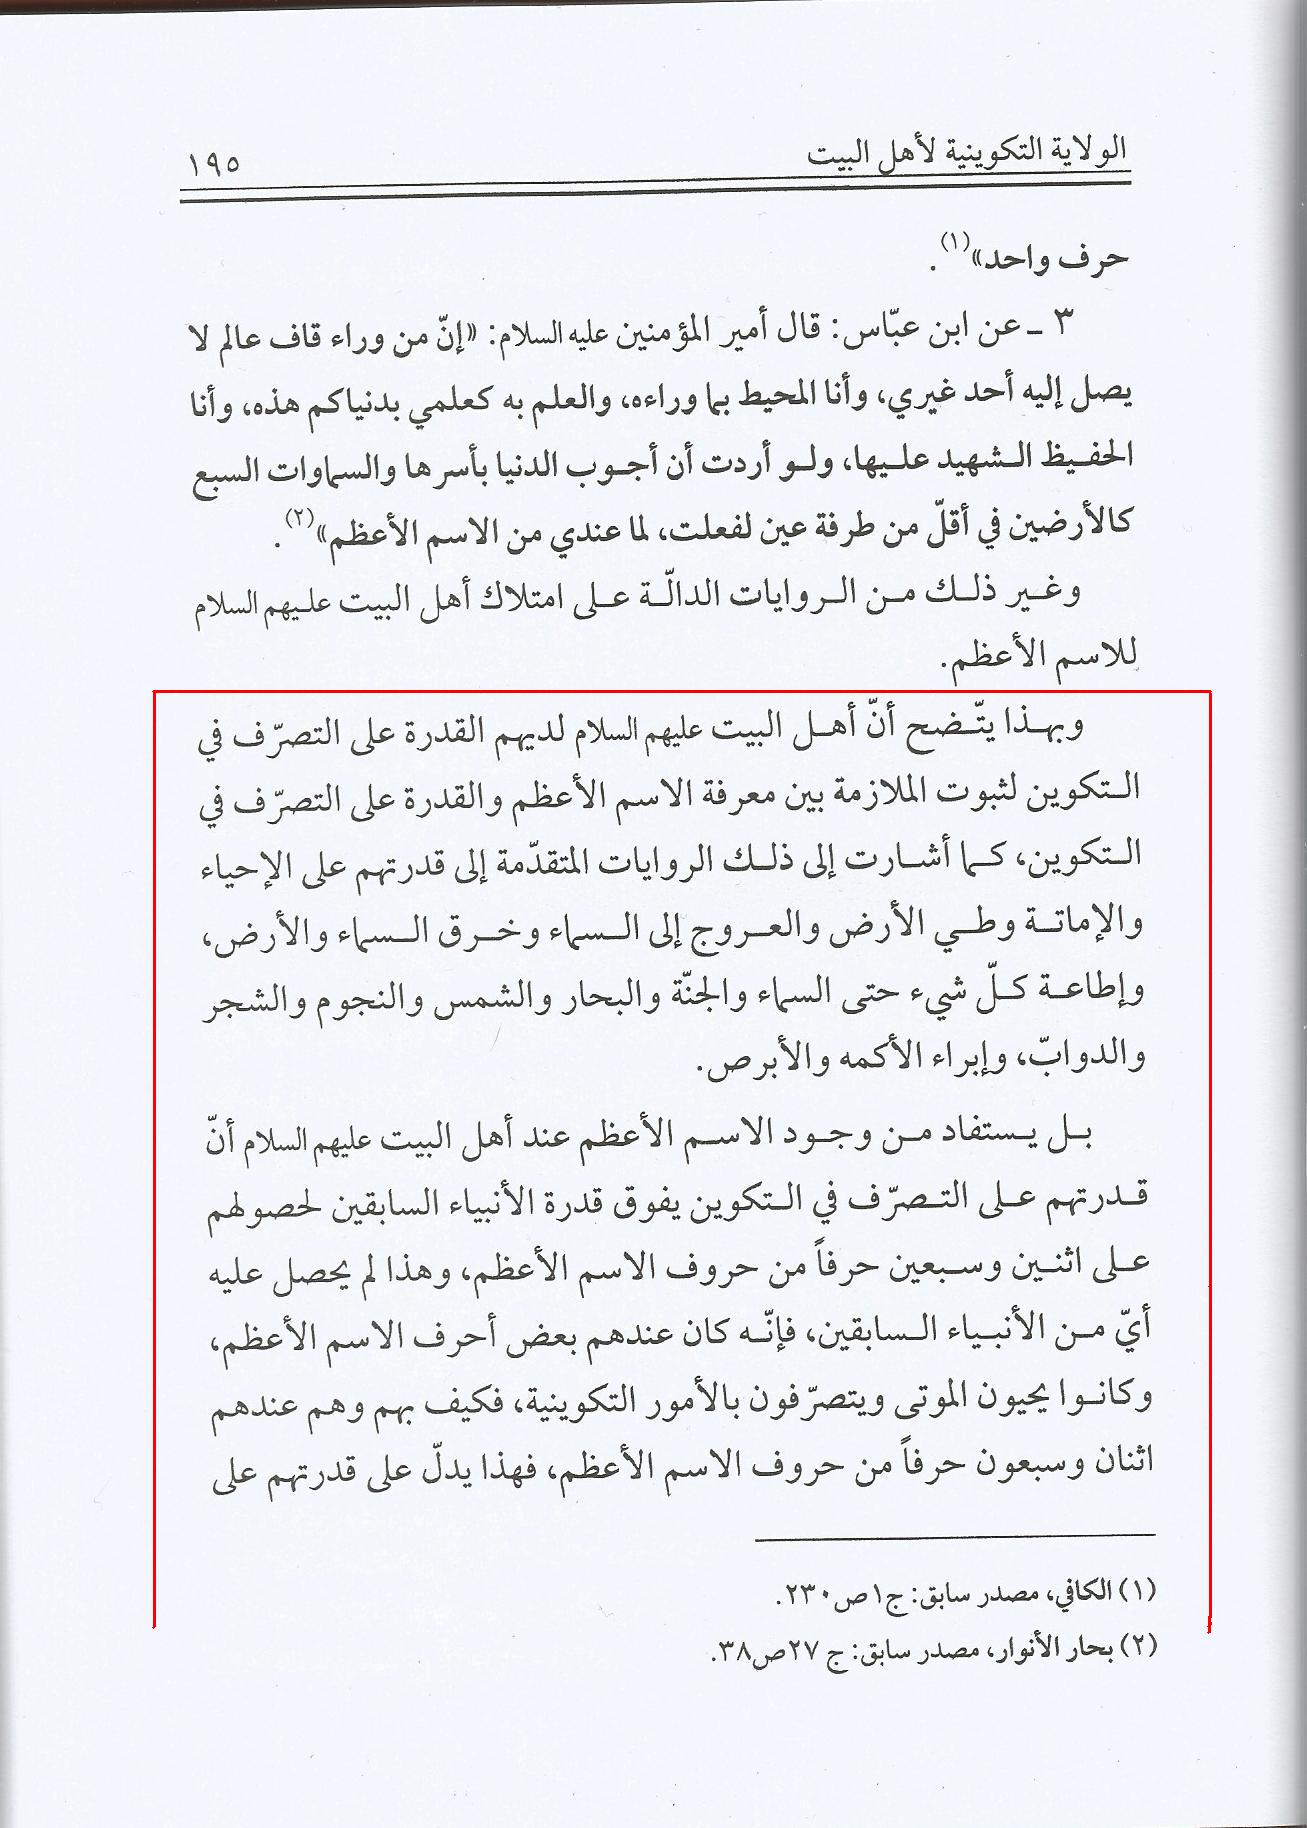 الولاية التكوينية لأهل البيت ١٩٥
حرف واحد»(١).
٣ ـ عن ابن عبّاس: قال أمير المؤمنين عليه السلام: «إنّ من وراء قاف عالم لا
يصل إليه أحد غيري، وأنا المحيط بما وراءه، والعلم به كعلمي بدنياكم هذه، وأنا
الحفيظ الشهيد عليها، ولو أردت أن أجوب الدنيا بأسرها والسماوات السبع
كالأرضين في أقلّ من طرفة عين لفعلت، لما عندي من الاسم الأعظم»(٢).
وغير ذلك من الروايات الدالّة على امتلاك أهل البيت عليهم السلام
للاسم الأعظم.
وبهذا يتّضح أنّ أهل البيت عليهم السلام لديهم القدرة على التصرّف في
التكوين لثبوت الملازمة بين معرفة الاسم الأعظم والقدرة على التصرّف في
التكوين، كما أشارت إلى ذلك الروايات المتقدّمة إلى قدرتهم على الإحياء
والإماتة وطي الأرض والعروج إلى السماء وخرق السماء والأرض،
وإطاعة كلّ شيء حتى السماء والجنّة والبحار والشمس والنجوم والشجر
والدوابّ، وإبراء الأكمه والأبرص.
بل يستفاد من وجود الاسم الأعظم عند أهل البيت عليهم السلام أنّ
قدرتهم على التصرّف في التكوين يفوق قدرة الأنبياء السابقين لحصولهم
على اثنين وسبعين حرفاً من حروف الاسم الأعظم، وهذا لم يحصل عليه
أيّ من الأنبياء السابقين، فإنّه كان عندهم بعض أحرف الاسم الأعظم،
وكانوا يحيون الموتى ويتصرّفون بالأمور التكوينية، فكيف بهم وهم عندهم
اثنان وسبعون حرفاً من حروف الاسم الأعظم، فهذا يدلّ على قدرتهم على
(١) الكافي، مصدر سابق: ج١ص٢٣٠.
(٢) بحار الأنوار، مصدر سابق: ج ٢٧ص٣٨.